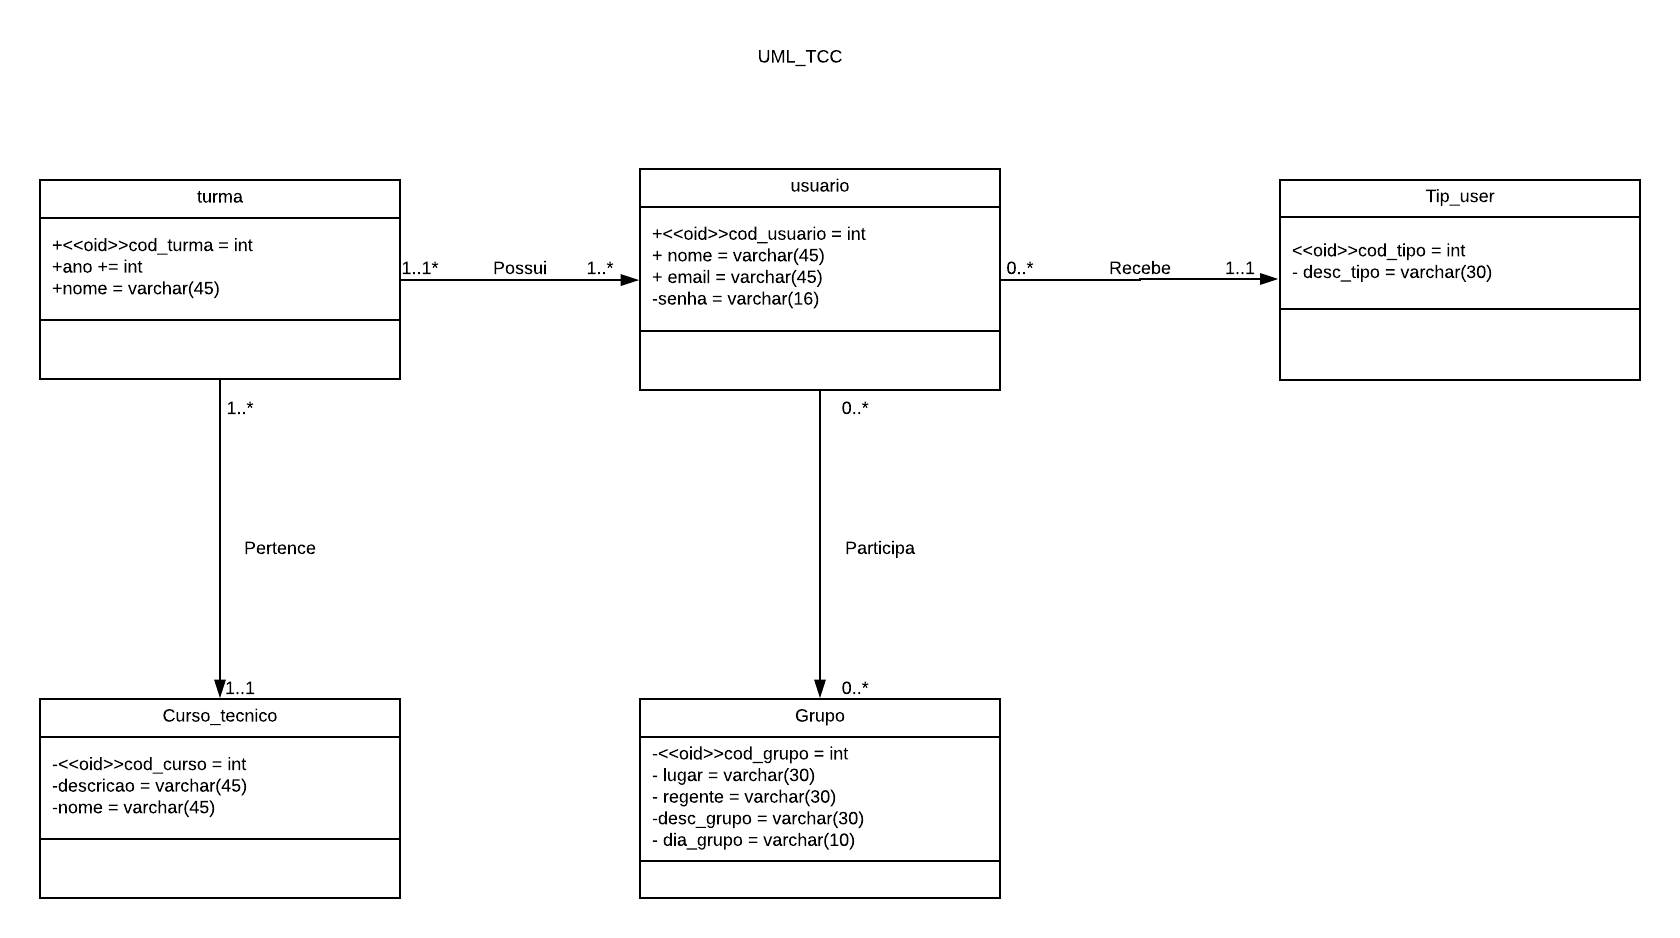 UML_TCC
turma
+<<oid>>cod_turma = int
+ano += int
+nome = varchar(45)
1..1*
Possui
1..*
usuario
+<<oid>>cod_usuario = int
+ nome = varchar(45)
+ email = varchar(45)
-senha = varchar(16)
0..*
Recebe
1..1
Tip_user
<<oid>>cod_tipo = int
- desc_tipo = varchar(30)
1..*
Pertence
1..1
0..*
Participa
0..*
Curso_tecnico
-<<oid>>cod_curso = int
-descricao = varchar(45)
-nome = varchar(45)
Grupo
-<<oid>>cod_grupo = int
- lugar = varchar(30)
- regente = varchar(30)
-desc_grupo = varchar(30)
- dia_grupo = varchar(10)